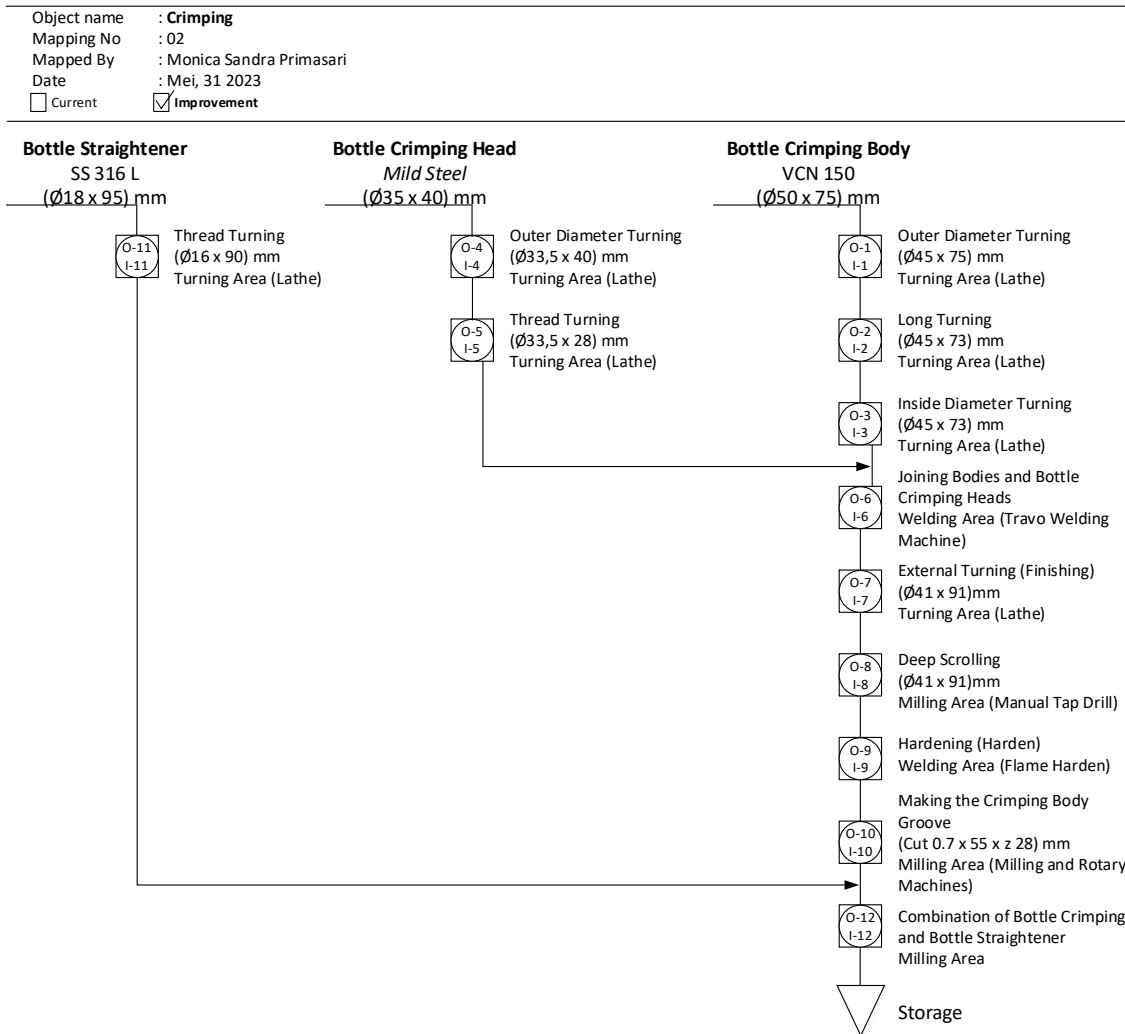 Object name : Crimping
Mapping No : 02
Mapped By : Monica Sandra Primasari
Date : Mei, 31 2023
Current Improvement
Bottle Straightener
SS 316 L
(Ø18 x 95) mm
O-11
I-11
Thread Turning
(Ø16 x 90) mm
Turning Area (Lathe)
Bottle Crimping Head
Mild Steel
(Ø35 x 40) mm
O-4
I-4
Outer Diameter Turning
(Ø33,5 x 40) mm
Turning Area (Lathe)
O-5
I-5
Thread Turning
(Ø33,5 x 28) mm
Turning Area (Lathe)
Bottle Crimping Body
VCN 150
(Ø50 x 75) mm
O-1
I-1
Outer Diameter Turning
(Ø45 x 75) mm
Turning Area (Lathe)
O-2
I-2
Long Turning
(Ø45 x 73) mm
Turning Area (Lathe)
O-3
I-3
Inside Diameter Turning
(Ø45 x 73) mm
Turning Area (Lathe)
O-6
I-6
Joining Bodies and Bottle
Crimping Heads
Welding Area (Travo Welding
Machine)
O-7
I-7
External Turning (Finishing)
(Ø41 x 91)mm
Turning Area (Lathe)
O-8
I-8
Deep Scrolling
(Ø41 x 91)mm
Milling Area (Manual Tap Drill)
O-9
I-9
Hardening (Harden)
Welding Area (Flame Harden)
O-10
I-10
Making the Crimping Body
Groove
(Cut 0.7 x 55 x z 28) mm
Milling Area (Milling and Rotary
Machines)
O-12
I-12
Combination of Bottle Crimping
and Bottle Straightener
Milling Area
Storage